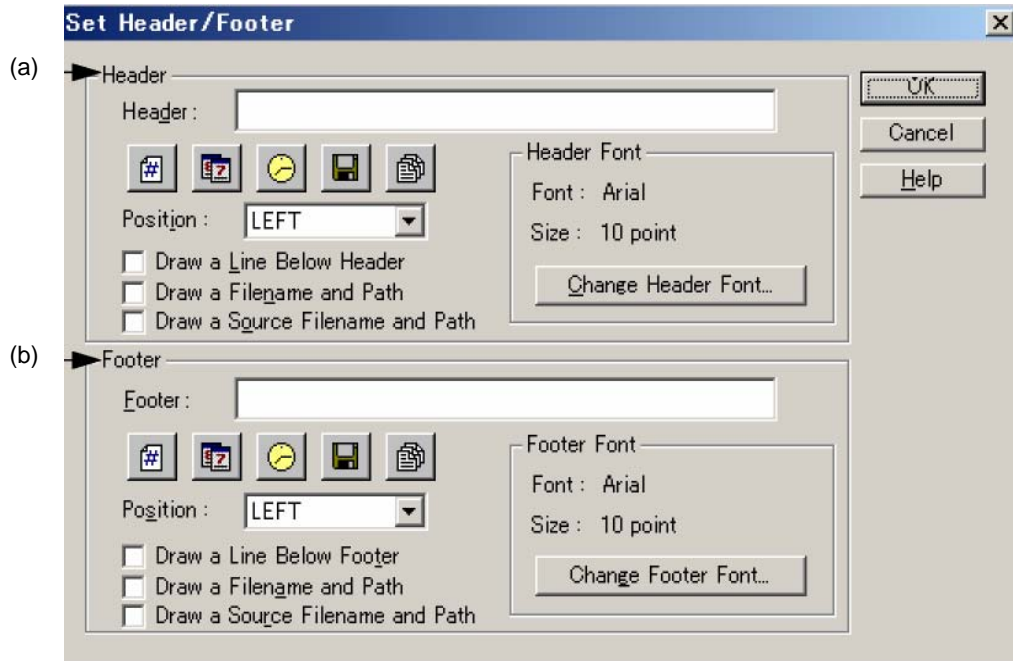 Set Header/Footer
(a)
Header
Header :
OK
Cancel
Help
Header Font
Font : Arial
Size : 10 point
Change Header Font...
Position :
LEFT
Draw a Line Below Header
Draw a Filename and Path
Draw a Source Filename and Path
(b)
Footer
Footer :
Footer Font
Font : Arial
Size : 10 point
Change Footer Font...
Position :
LEFT
Draw a Line Below Footer
Draw a Filename and Path
Draw a Source Filename and Path